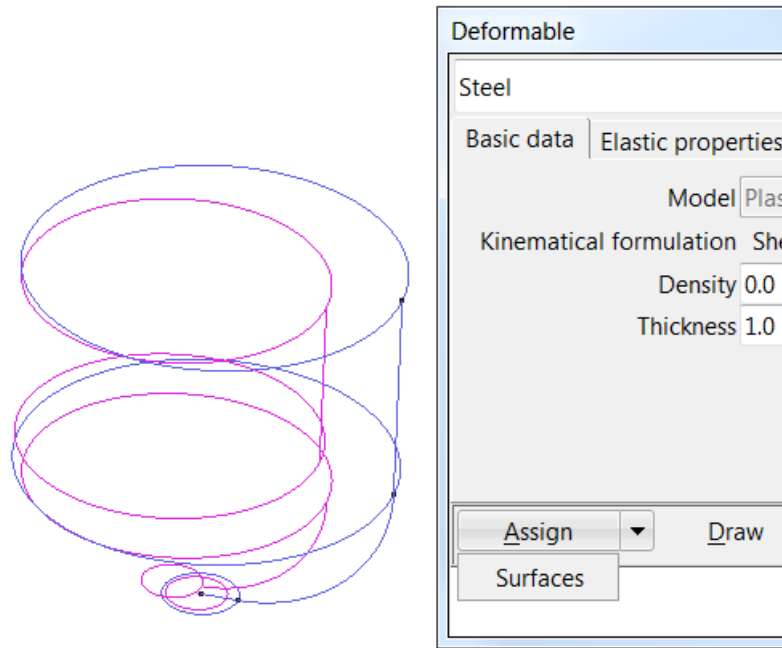 Deformable
Steel
Basic data Elastic properties
Model
Kinematical formulation
Density 0.0
Thickness 1.0
Assign Draw
Surfaces